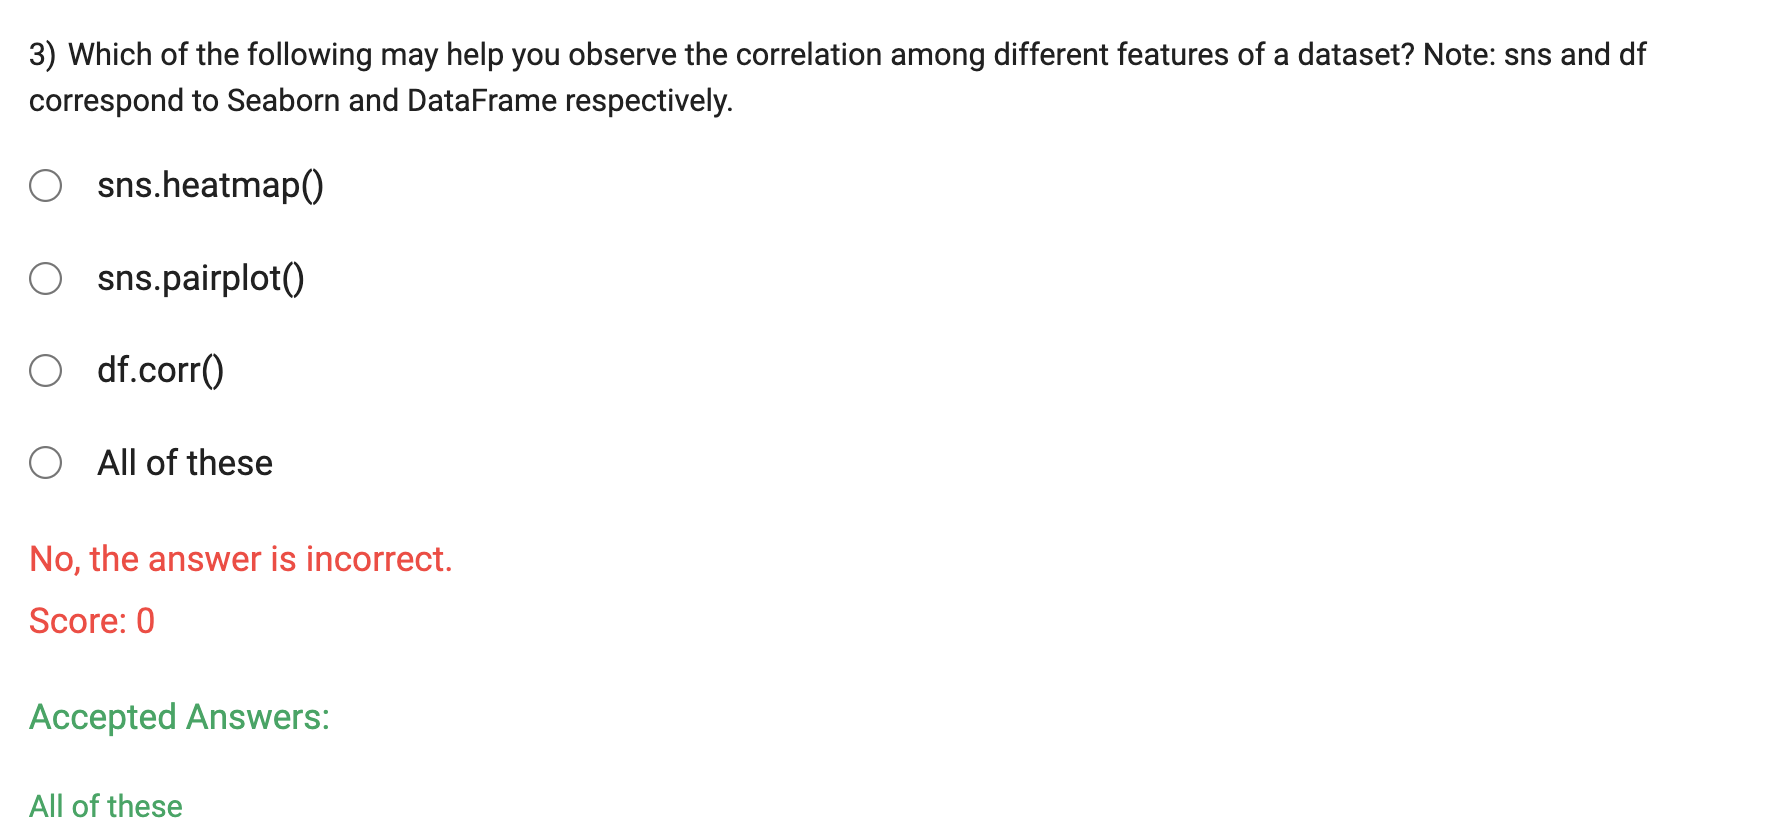 3) Which of the following may help you observe the correlation among different features of a dataset? Note: sns and df
correspond to Seaborn and DataFrame respectively.
sns.heatmap()
sns.pairplot()
df.corr()
All of these
No, the answer is incorrect.
Score: 0
Accepted Answers:
All of these